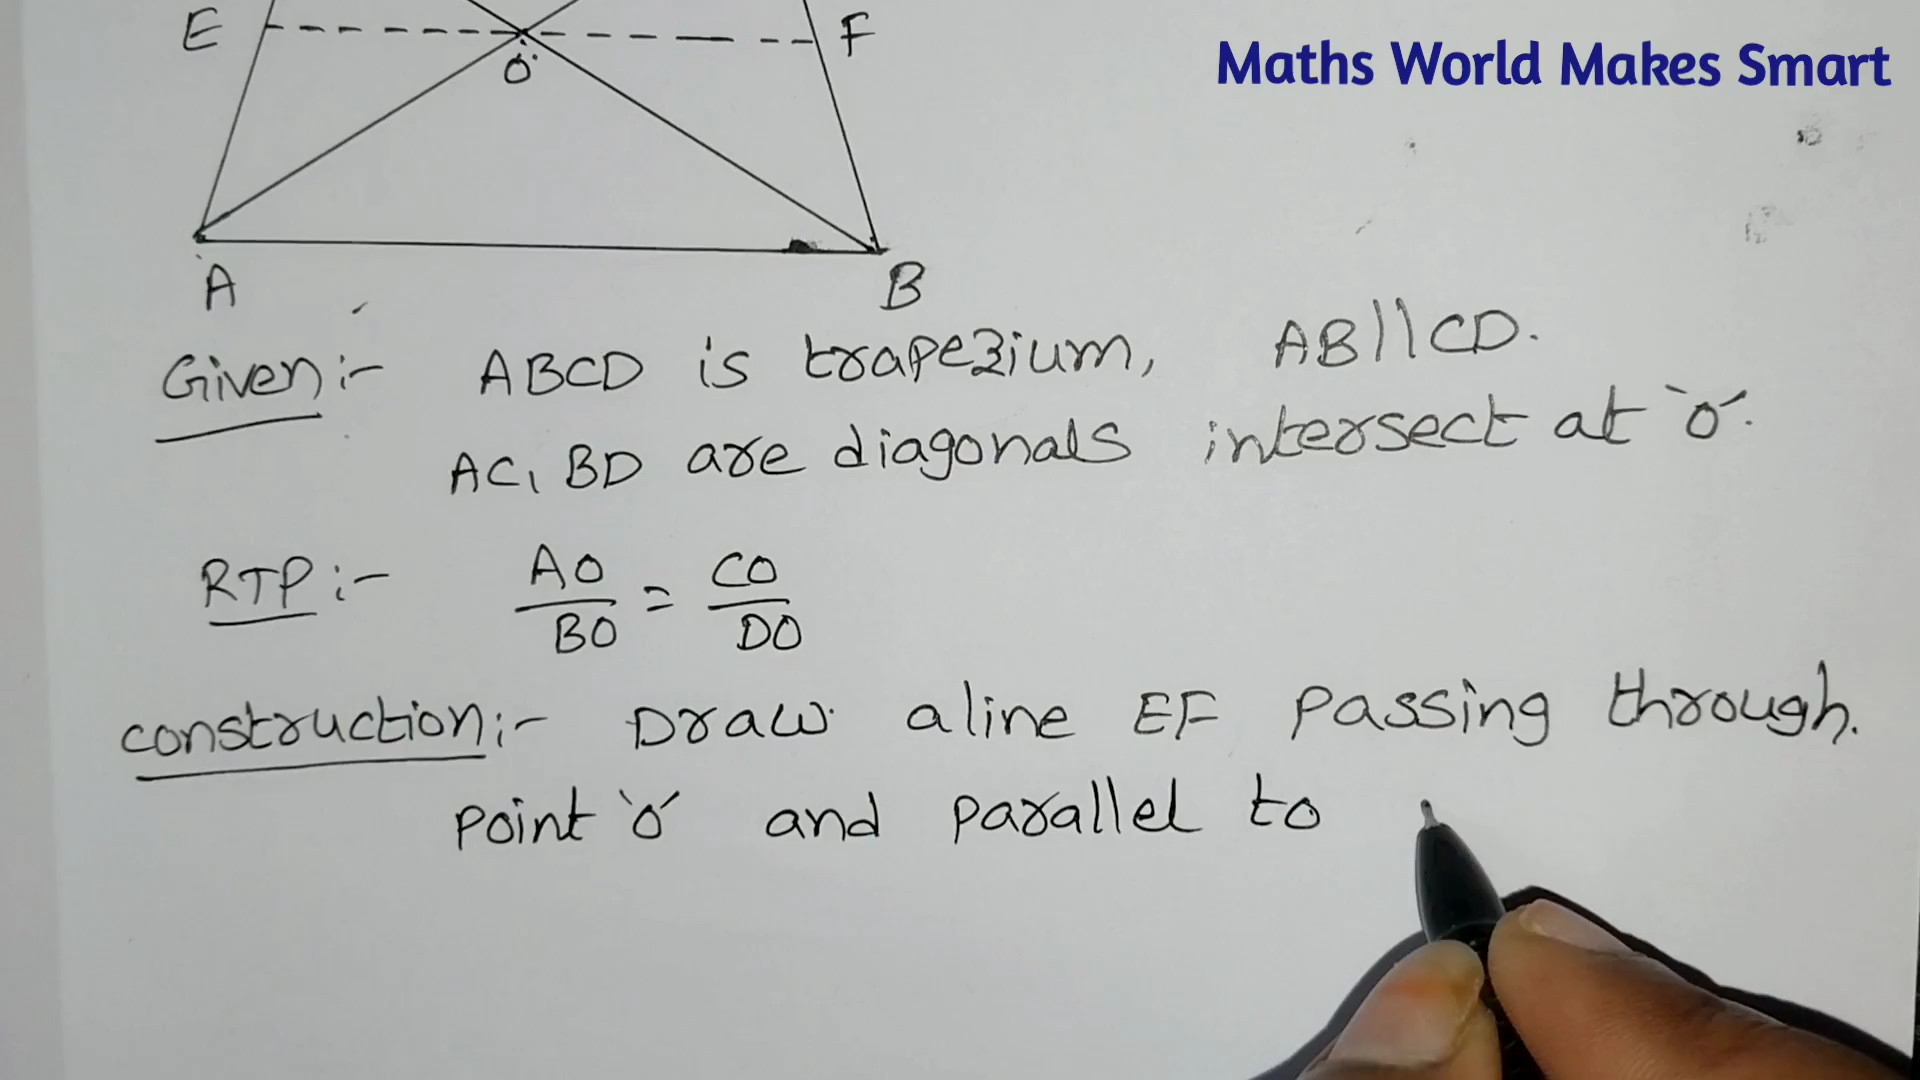 E
F
Maths World Makes Smart
O
A
B
Given:- ABCD is trapezium, AB||CD.
AC, BD are diagonals intersect at 'O'.
RTP:- AO/BO = CO/DO
construction:- Draw a line EF passing through.
point 'O' and parallel to